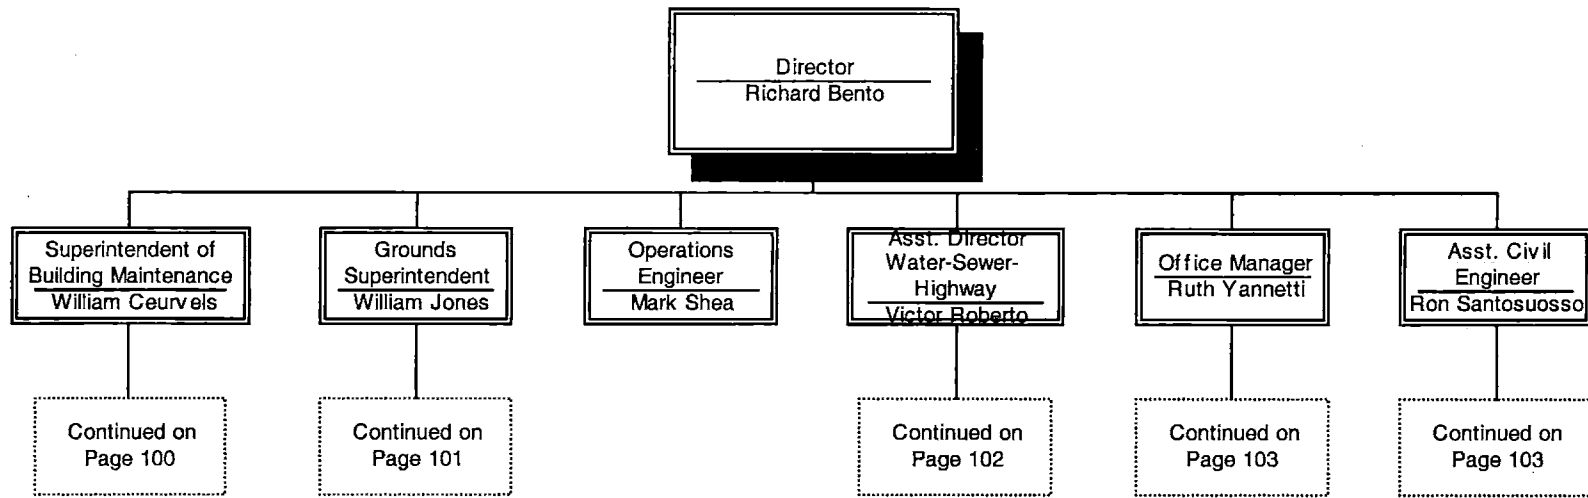 Director
Richard Bento
Superintendent of
Building Maintenance
William Ceurvels
Grounds
Superintendent
William Jones
Operations
Engineer
Mark Shea
Asst. Director
Water-Sewer-
Highway
Victor Roberto
Office Manager
Ruth Yannetti
Asst. Civil
Engineer
Ron Santosuosso
Continued on
Page 100
Continued on
Page 101
Continued on
Page 102
Continued on
Page 103
Continued on
Page 103